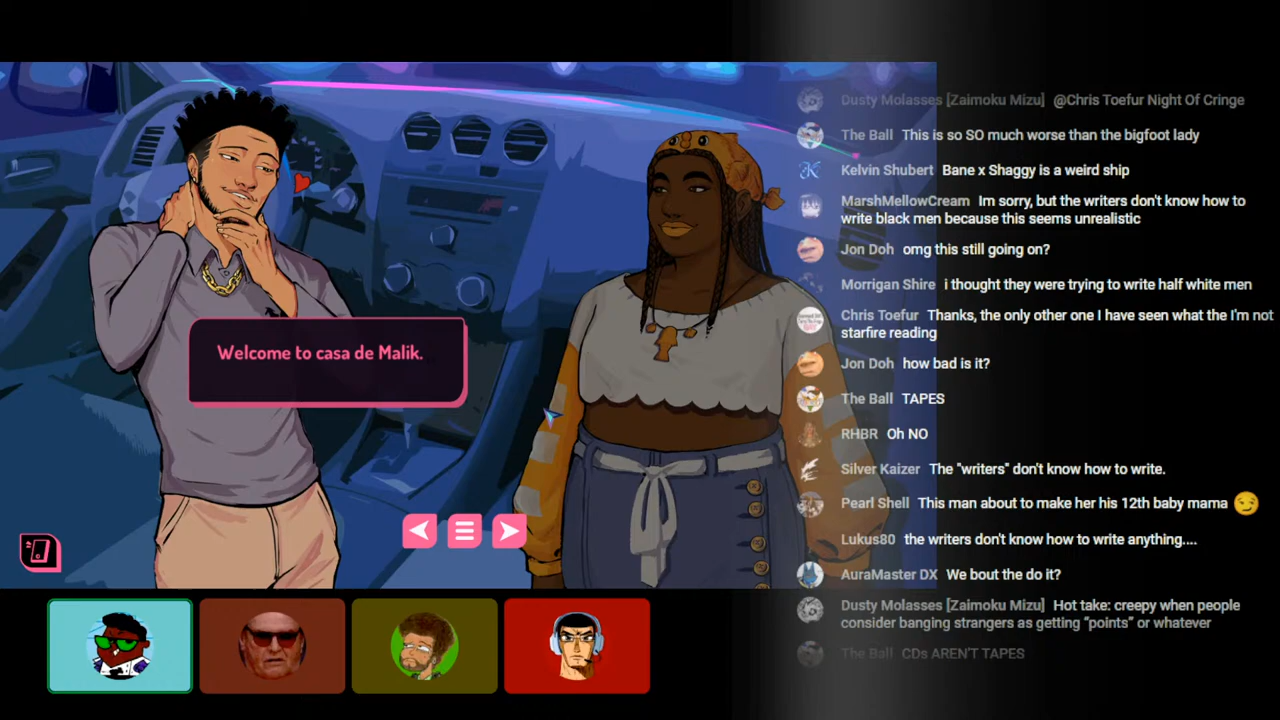 Dusty Molasses [Zaimoku Mizu] @Chris Toefur Night Of Cringe
The Ball This is so SO much worse than the bigfoot lady
Kelvin Shubert Bane x Shaggy is a weird ship
MarshMellowCream Im sorry, but the writers don't know how to
write black men because this seems unrealistic
Jon Doh omg this still going on?
Morrigan Shire i thought they were trying to write half white men
Chris Toefur Thanks, the only other one I have seen what the I'm not
starfire reading
Jon Doh how bad is it?
The Ball TAPES
RHBR Oh NO
Silver Kaizer The "writers" don't know how to write.
Pearl Shell This man about to make her his 12th baby mama 😏
Lukus80 the writers don't know how to write anything....
AuraMaster DX We bout the do it?
Dusty Molasses [Zaimoku Mizu] Hot take: creepy when people
consider banging strangers as getting “points” or whatever
The Ball CDs AREN'T TAPES
Welcome to casa de Malik.